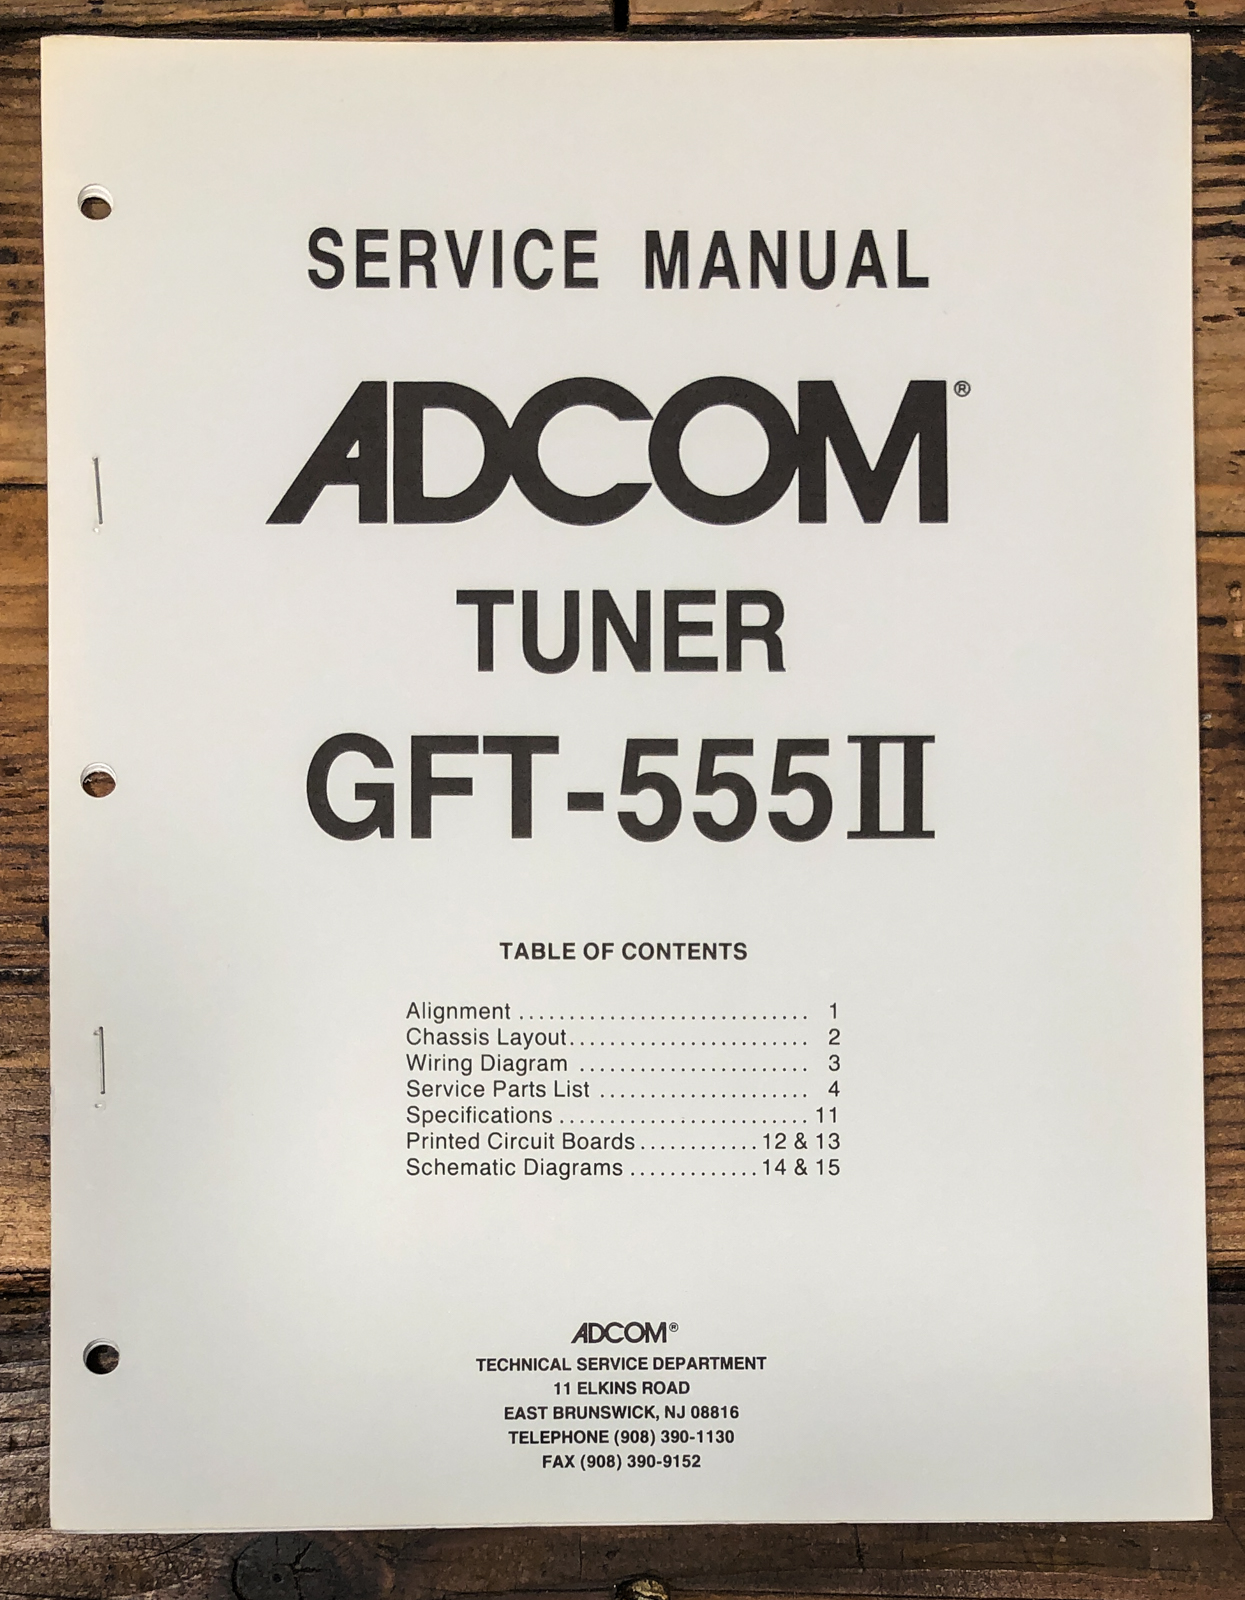 SERVICE MANUAL
ADCOM®
TUNER
GFT-555II
TABLE OF CONTENTS
Alignment ............................. 1
Chassis Layout........................ 2
Wiring Diagram ....................... 3
Service Parts List ..................... 4
Specifications ......................... 11
Printed Circuit Boards............ 12 & 13
Schematic Diagrams ............. 14 & 15
ADCOM®
TECHNICAL SERVICE DEPARTMENT
11 ELKINS ROAD
EAST BRUNSWICK, NJ 08816
TELEPHONE (908) 390-1130
FAX (908) 390-9152